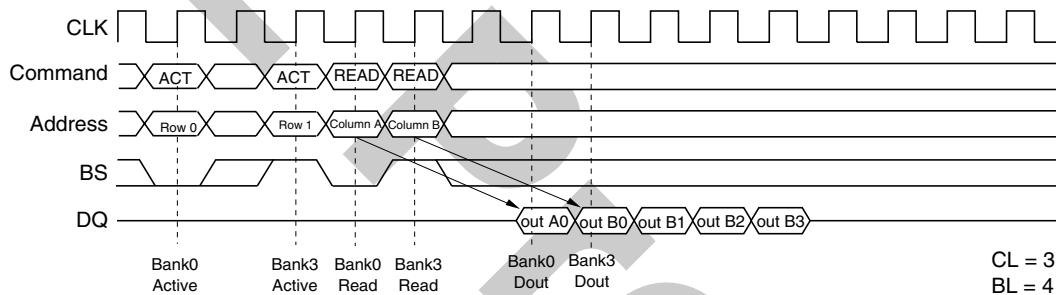 CLK
Command ACT ACT READ READ
Address Row 0 Row 1 Column A Column B
BS
DQ out A0 out B0 out B1 out B2 out B3
Bank0 Active
Bank3 Active
Bank0 Read
Bank3 Read
Bank0 Dout
Bank3 Dout
CL = 3
BL = 4